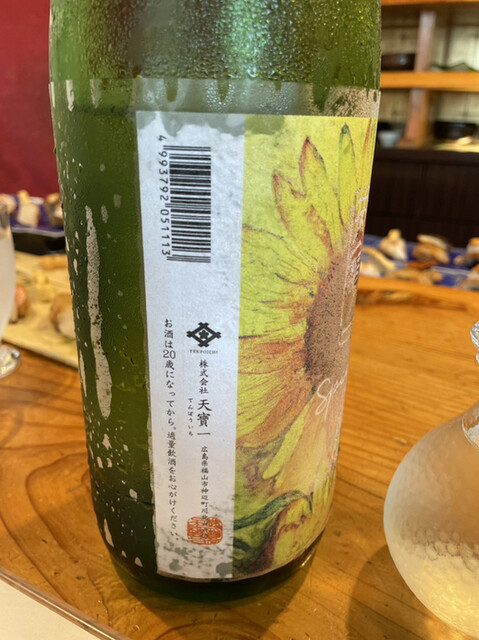 4 993792 051113
TENPOICHI
株式会社 天寶一
てんぽういち
広島県福山市神辺町川北
お酒は20歳になってから。適量飲酒をお心がけください。